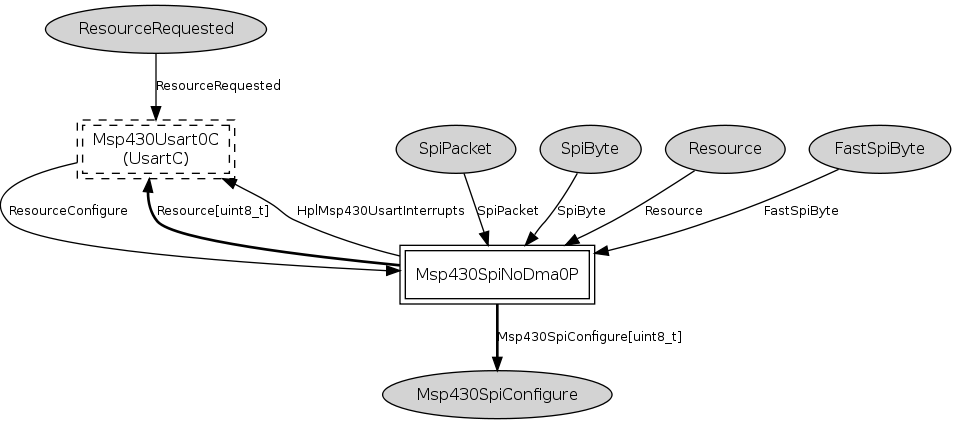 ResourceRequested
ResourceRequested
Msp430Usart0C
(UsartC)
SpiPacket
SpiByte
Resource
FastSpiByte
ResourceConfigure
Resource[uint8_t]
HplMsp430UsartInterrupts
SpiPacket
SpiByte
Resource
FastSpiByte
Msp430SpiNoDma0P
Msp430SpiConfigure[uint8_t]
Msp430SpiConfigure